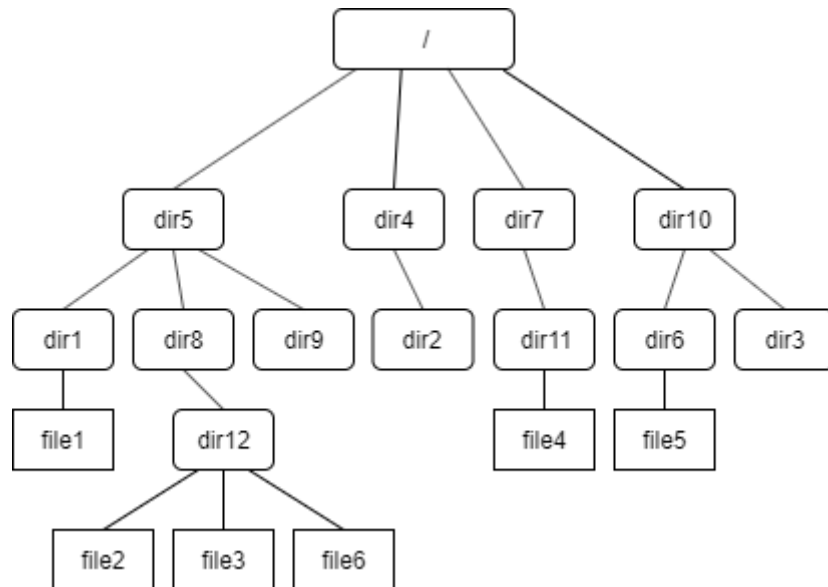 /
dir5
dir4
dir7
dir10
dir1
dir8
dir9
dir2
dir11
dir6
dir3
file1
dir12
file4
file5
file2
file3
file6